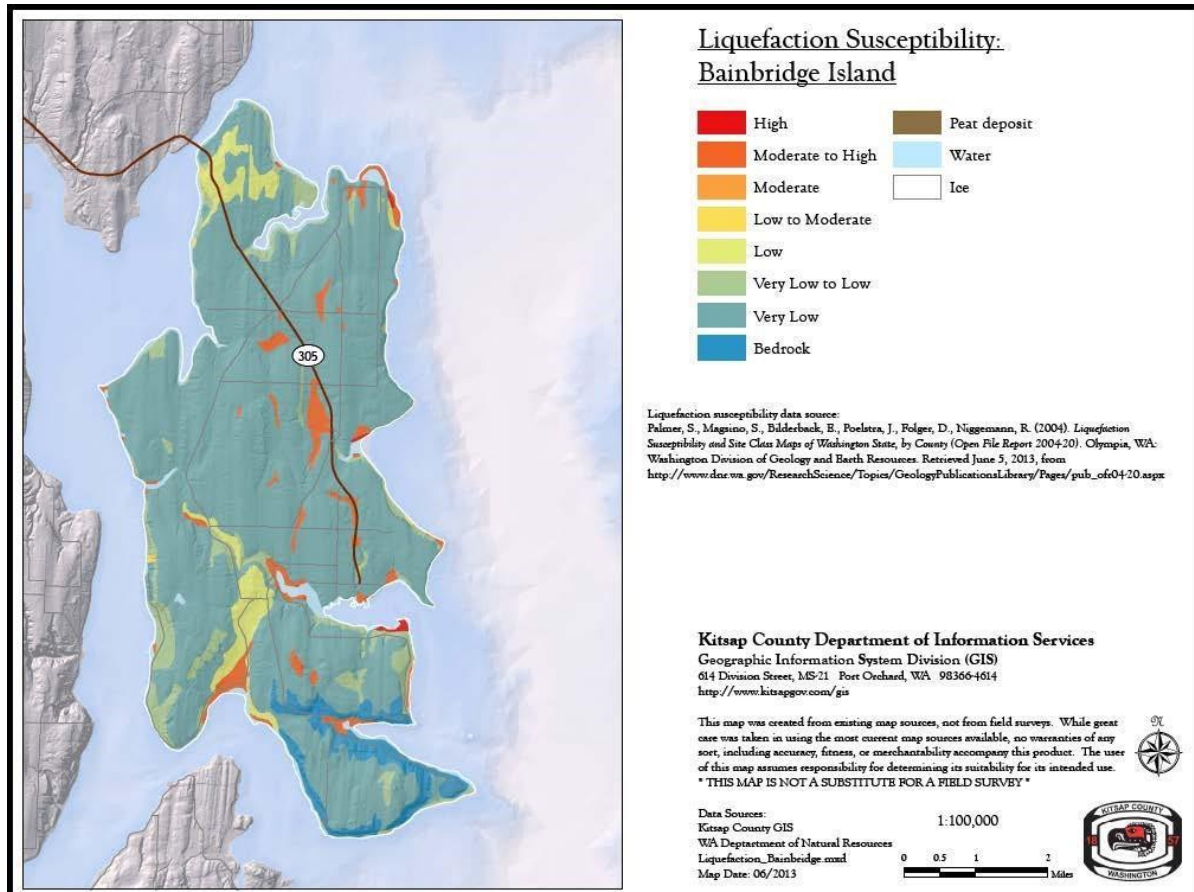 Liquefaction Susceptibility:
Bainbridge Island
High
Moderate to High
Moderate
Low to Moderate
Low
Very Low to Low
Very Low
Bedrock
Peat deposit
Water
Ice
305
Liquefaction susceptibility data source:
Palmer, S., Magsino, S., Bilderback, E., Poelstra, J., Folger, D., Niggemann, R. (2004). Liquefaction
Susceptibility and Site Class Maps of Washington State, by County (Open File Report 2004-20). Olympia, WA:
Washington Division of Geology and Earth Resources. Retrieved June 5, 2013, from
http://www.dnr.wa.gov/ResearchScience/Topics/GeologyPublicationsLibrary/Pages/pub_ofr04-20.aspx
Kitsap County Department of Information Services
Geographic Information System Division (GIS)
614 Division Street, MS-21 Port Orchard, WA 98366-4614
http://www.kitsapgov.com/gis
This map was created from existing map sources, not from field surveys. While great
care was taken in using the most current map sources available, no warranties of any
sort, including accuracy, fitness, or merchantability accompany this product. The user
of this map assumes responsibility for determining its suitability for its intended use.
* THIS MAP IS NOT A SUBSTITUTE FOR A FIELD SURVEY *
N
Data Sources:
Kitsap County GIS
WA Deptartment of Natural Resources
Liquefaction_Bainbridge.mxd
Map Date: 06/2013
1:100,000
0 0.5 1 2
Miles
KITSAP COUNTY
18 57
WASHINGTON